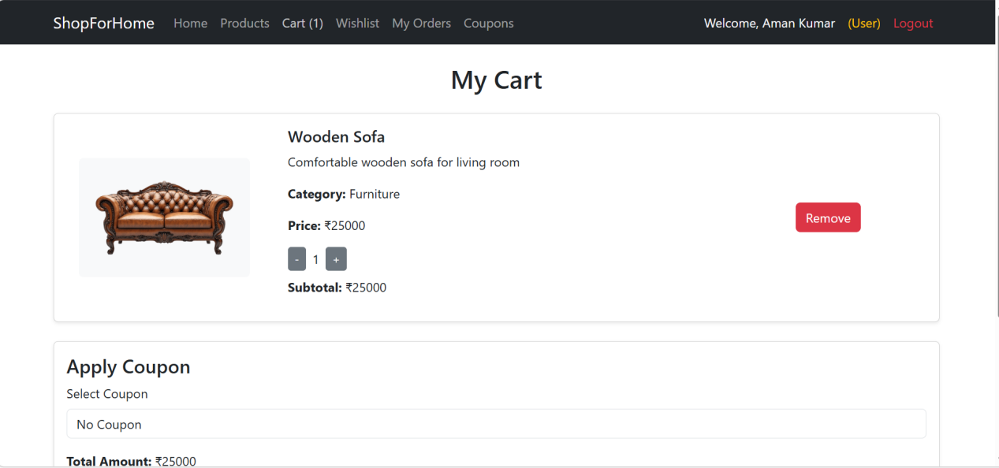 ShopForHome Home Products Cart (1) Wishlist My Orders Coupons Welcome, Aman Kumar (User) Logout
My Cart
Wooden Sofa
Comfortable wooden sofa for living room
Category: Furniture
Price: ₹25000
- 1 +
Subtotal: ₹25000
Remove
Apply Coupon
Select Coupon
No Coupon
Total Amount: ₹25000